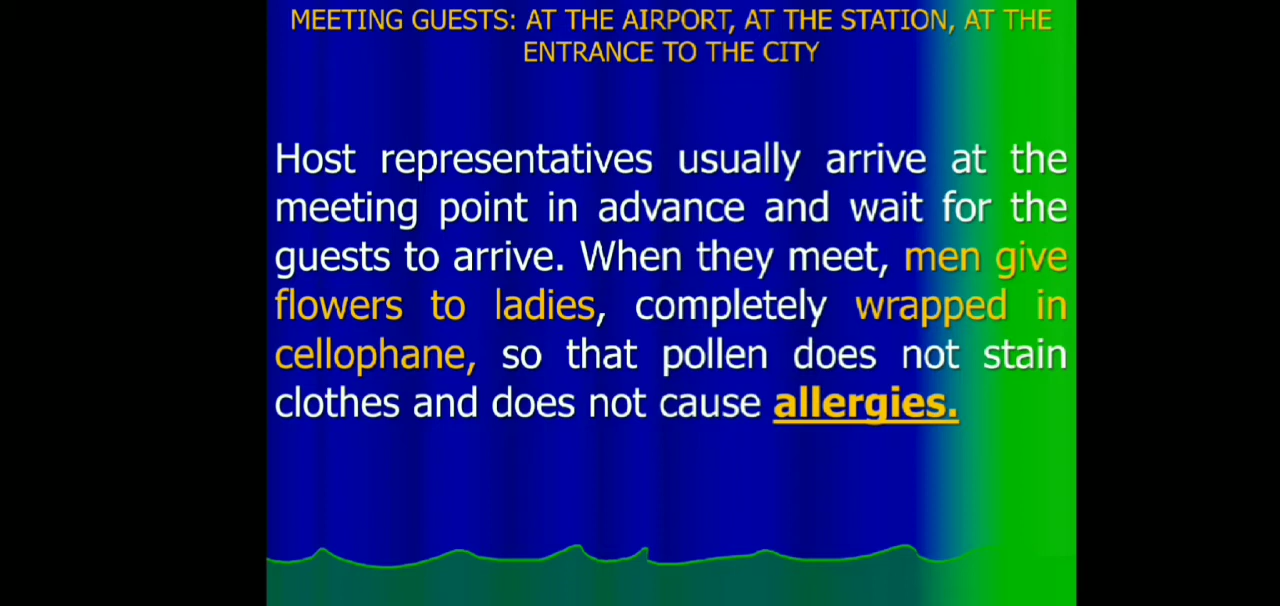 MEETING GUESTS: AT THE AIRPORT, AT THE STATION, AT THE
ENTRANCE TO THE CITY
Host representatives usually arrive at the
meeting point in advance and wait for the
guests to arrive. When they meet, men give
flowers to ladies, completely wrapped in
cellophane, so that pollen does not stain
clothes and does not cause allergies.